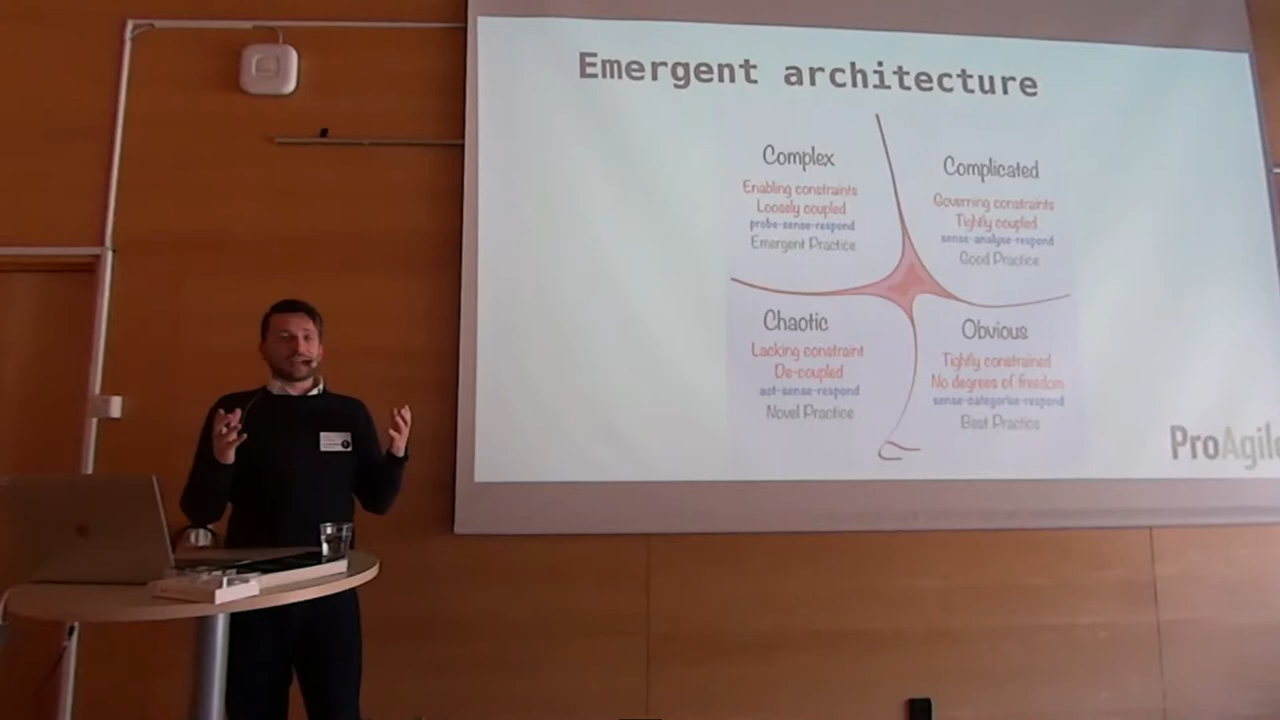 Emergent architecture
Complex
Enabling constraints
Loosely coupled
probe-sense-respond
Emergent Practice
Complicated
Governing constraints
Tightly coupled
sense-analyse-respond
Good Practice
Chaotic
Lacking constraint
De-coupled
act-sense-respond
Novel Practice
Obvious
Tightly constrained
No degrees of freedom
sense-categorise-respond
Best Practice
ProAgile